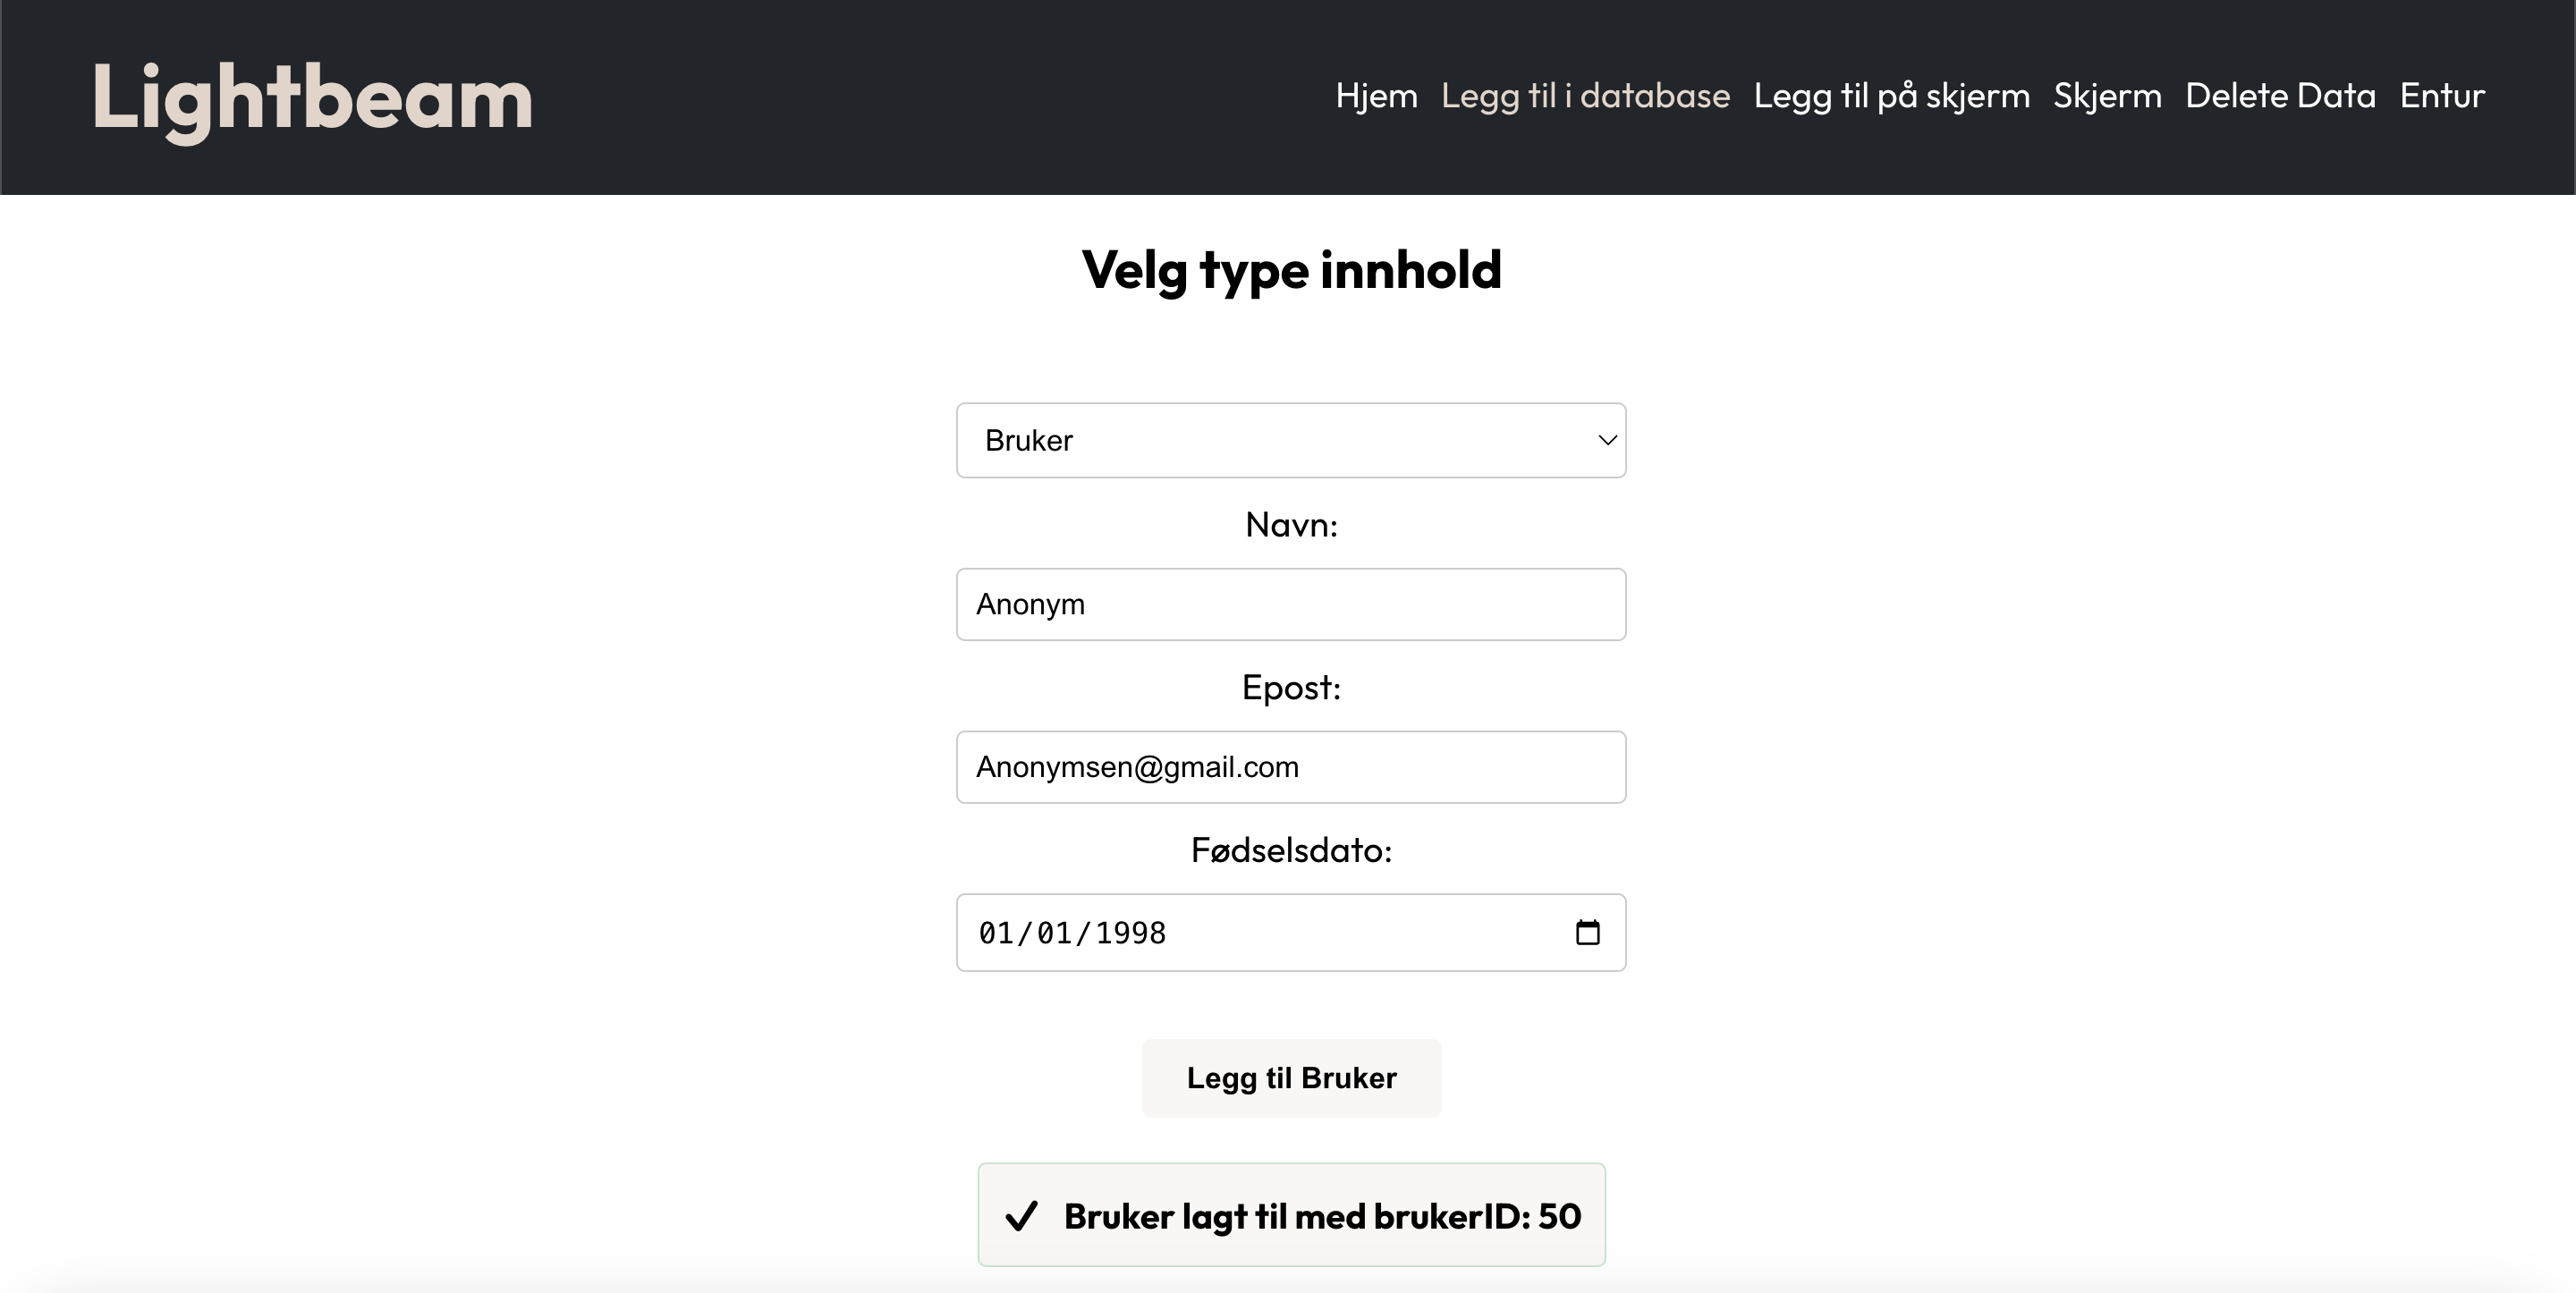 Lightbeam
Hjem Legg til i database Legg til på skjerm Skjerm Delete Data Entur
Velg type innhold
Bruker
Navn:
Anonym
Epost:
Anonymsen@gmail.com
Fødselsdato:
01/01/1998
Legg til Bruker
Bruker lagt til med brukerID: 50